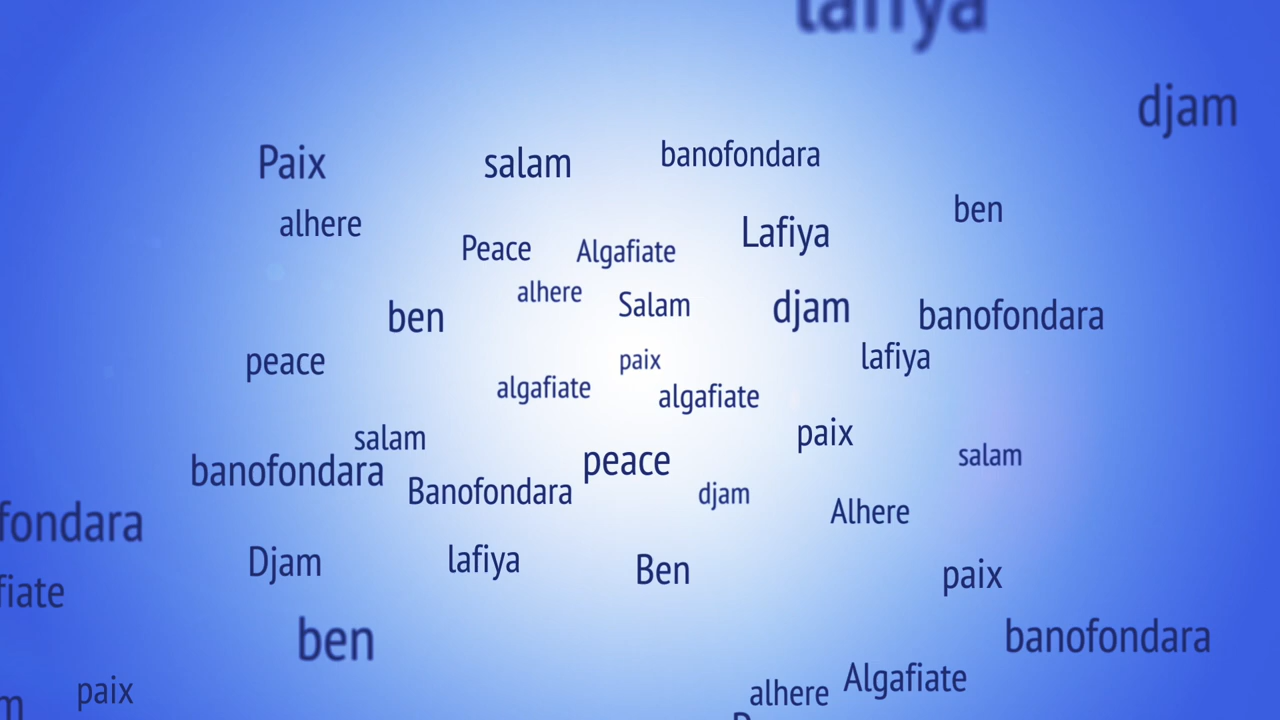 lafiya
djam
Paix
salam
banofondara
alhere
ben
Peace
Algafiate
Lafiya
alhere
Salam
djam
banofondara
ben
peace
paix
lafiya
algafiate
algafiate
salam
paix
salam
banofondara
peace
Banofondara
djam
Alhere
fondara
Djam
lafiya
Ben
paix
fiate
ben
banofondara
paix
alhere
Algafiate
m